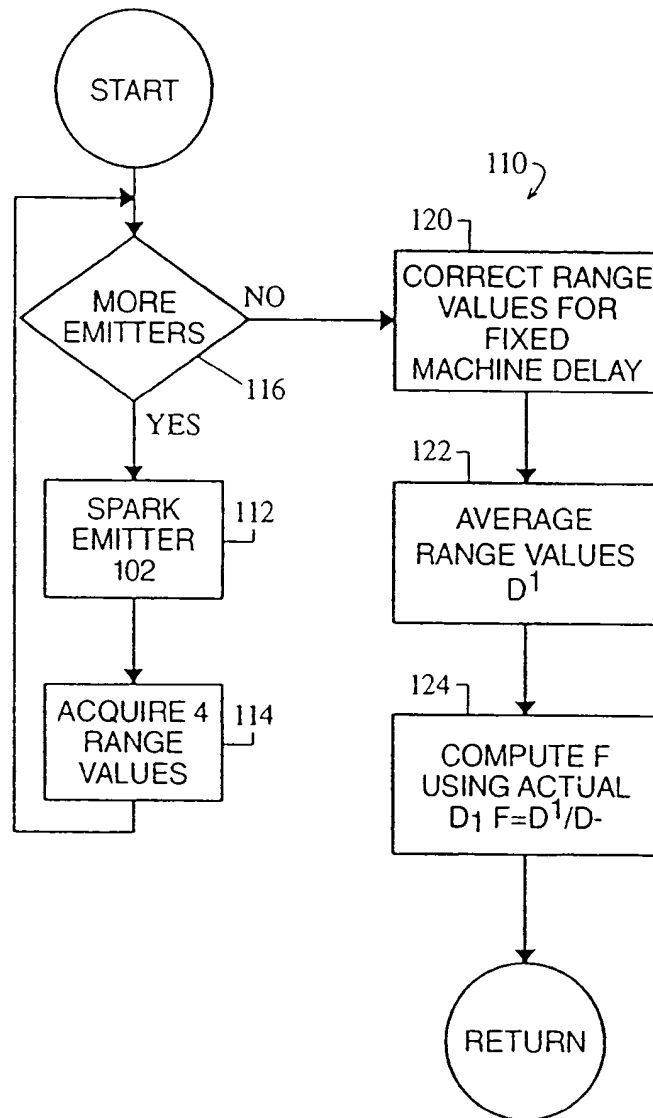 START
MORE
EMITTERS
NO
116
YES
SPARK
EMITTER
102
112
ACQUIRE 4
RANGE
VALUES
114
110
120
CORRECT RANGE
VALUES FOR
FIXED
MACHINE DELAY
122
AVERAGE
RANGE VALUES
D¹
124
COMPUTE F
USING ACTUAL
D₁ F=D¹/D-
RETURN